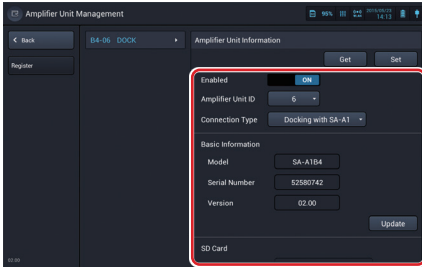 Amplifier Unit Management
95%
2015/05/25
14:13
< Back
Register
B4-06 DOCK
Amplifier Unit Information
Get
Set
Enabled
ON
Amplifier Unit ID
6
Connection Type
Docking with SA-A1
Basic Information
Model
SA-A1B4
Serial Number
52580742
Version
02.00
Update
SD Card